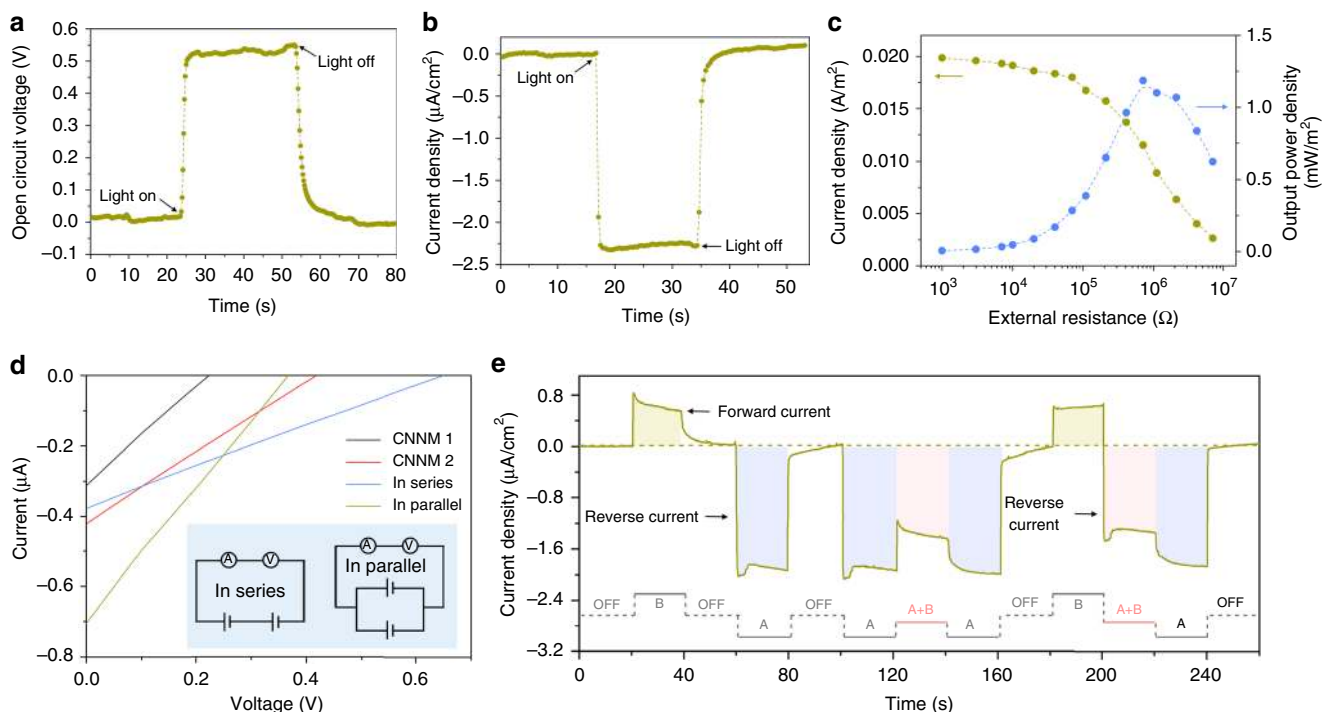 a
Open circuit voltage (V)
0.6
0.5
0.4
0.3
0.2
0.1
0.0
–0.1
Light on
Light off
0 10 20 30 40 50 60 70 80
Time (s)
b
Current density (μA/cm²)
0.0
–0.5
–1.0
–1.5
–2.0
–2.5
Light on
Light off
0 10 20 30 40 50
Time (s)
c
Current density (A/m²)
0.020
0.015
0.010
0.005
0.000
1.5
1.0
0.5
0.0
Output power density
(mW/m²)
10³ 10⁴ 10⁵ 10⁶ 10⁷
External resistance (Ω)
d
Current (μA)
0.0
–0.2
–0.4
–0.6
–0.8
CNNM 1
CNNM 2
In series
In parallel
A V
In series
A V
In parallel
0.0 0.2 0.4 0.6
Voltage (V)
e
Current density (μA/cm²)
0.8
0.0
–0.8
–1.6
–2.4
–3.2
Forward current
Reverse current
Reverse
current
OFF B OFF A OFF A A+B A OFF B A+B A OFF
0 40 80 120 160 200 240
Time (s)